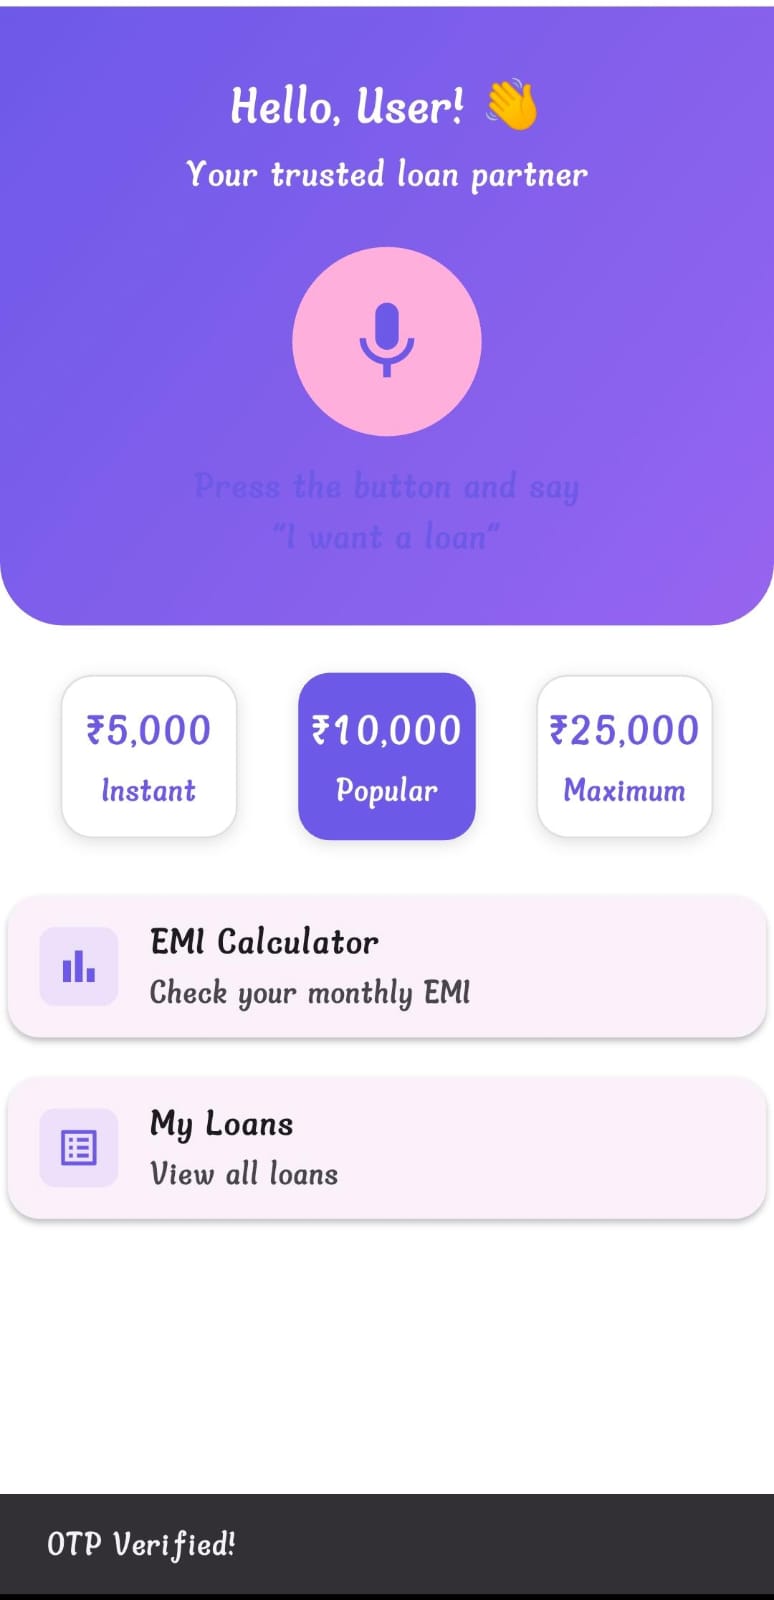 Hello, User! 👋
Your trusted loan partner
Press the button and say
"I want a loan"
₹5,000
Instant
₹10,000
Popular
₹25,000
Maximum
EMI Calculator
Check your monthly EMI
My Loans
View all loans
OTP Verified!